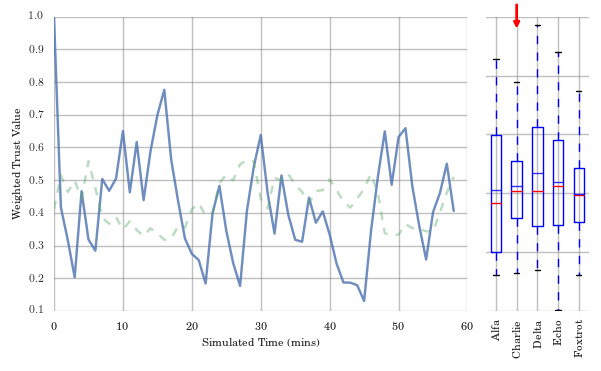 1.0
0.9
0.8
0.7
0.6
0.5
0.4
0.3
0.2
0.1
Weighted Trust Value
0 10 20 30 40 50 60
Simulated Time (mins)
Alfa
Charlie
Delta
Echo
Foxtrot